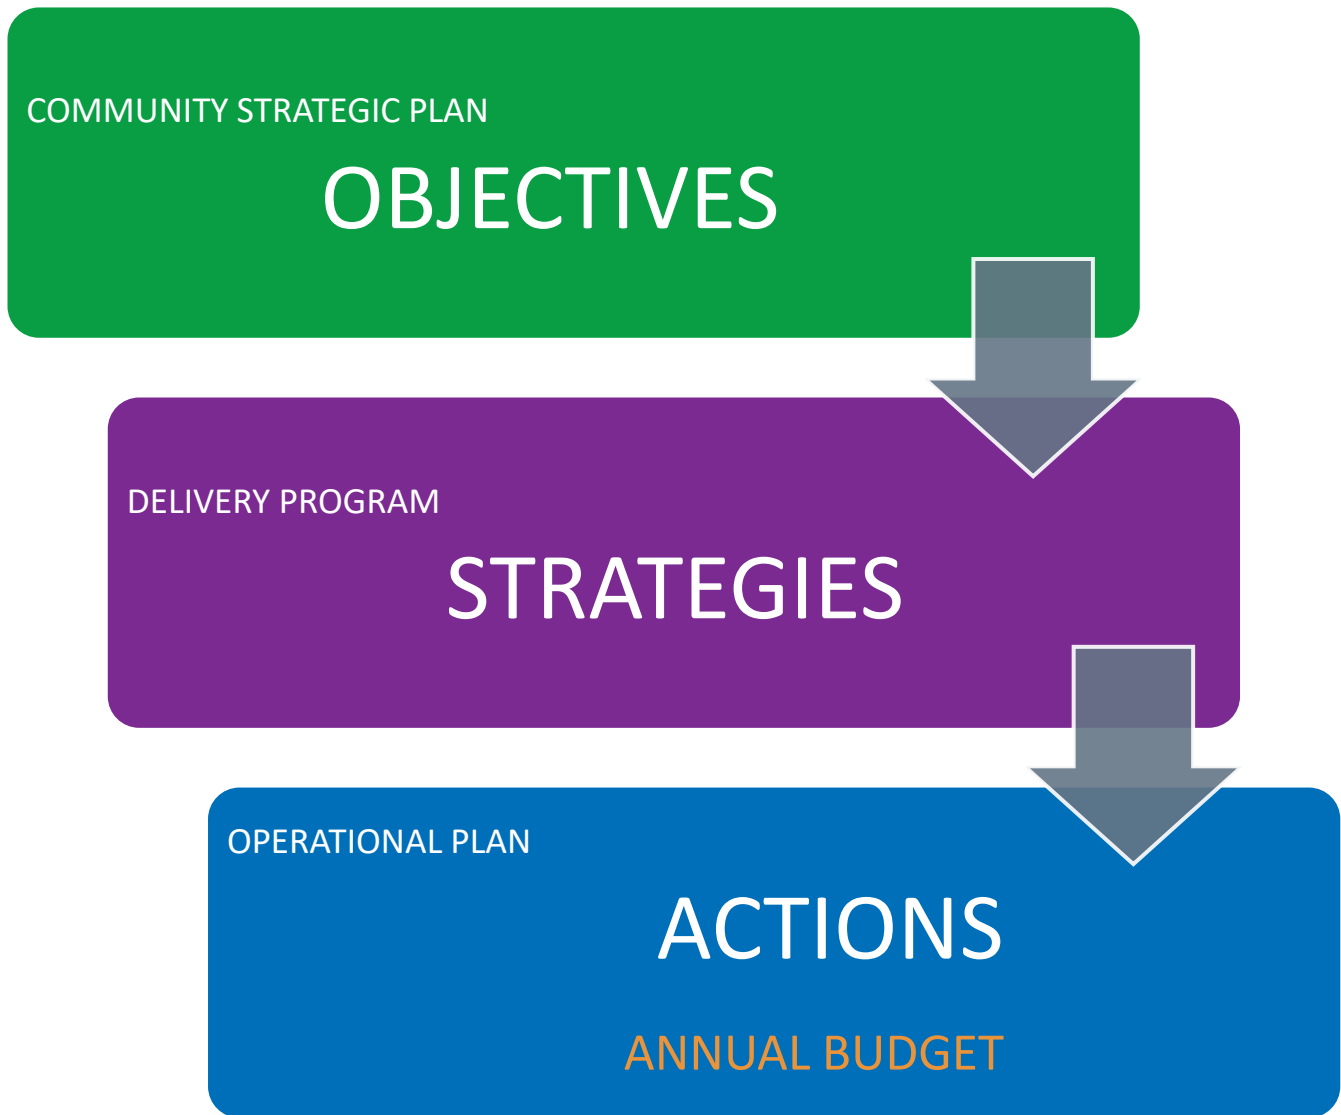 COMMUNITY STRATEGIC PLAN
OBJECTIVES
DELIVERY PROGRAM
STRATEGIES
OPERATIONAL PLAN
ACTIONS
ANNUAL BUDGET